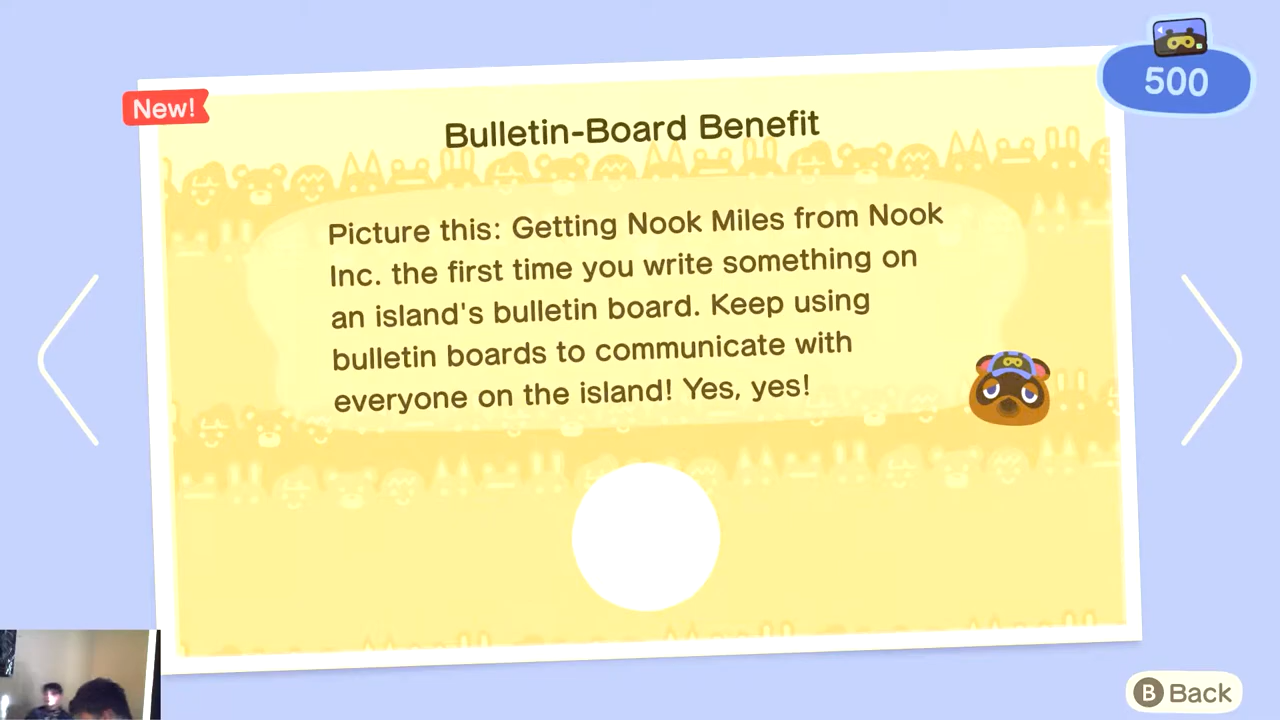 500
New!
Bulletin-Board Benefit
Picture this: Getting Nook Miles from Nook
Inc. the first time you write something on
an island's bulletin board. Keep using
bulletin boards to communicate with
everyone on the island! Yes, yes!
B Back